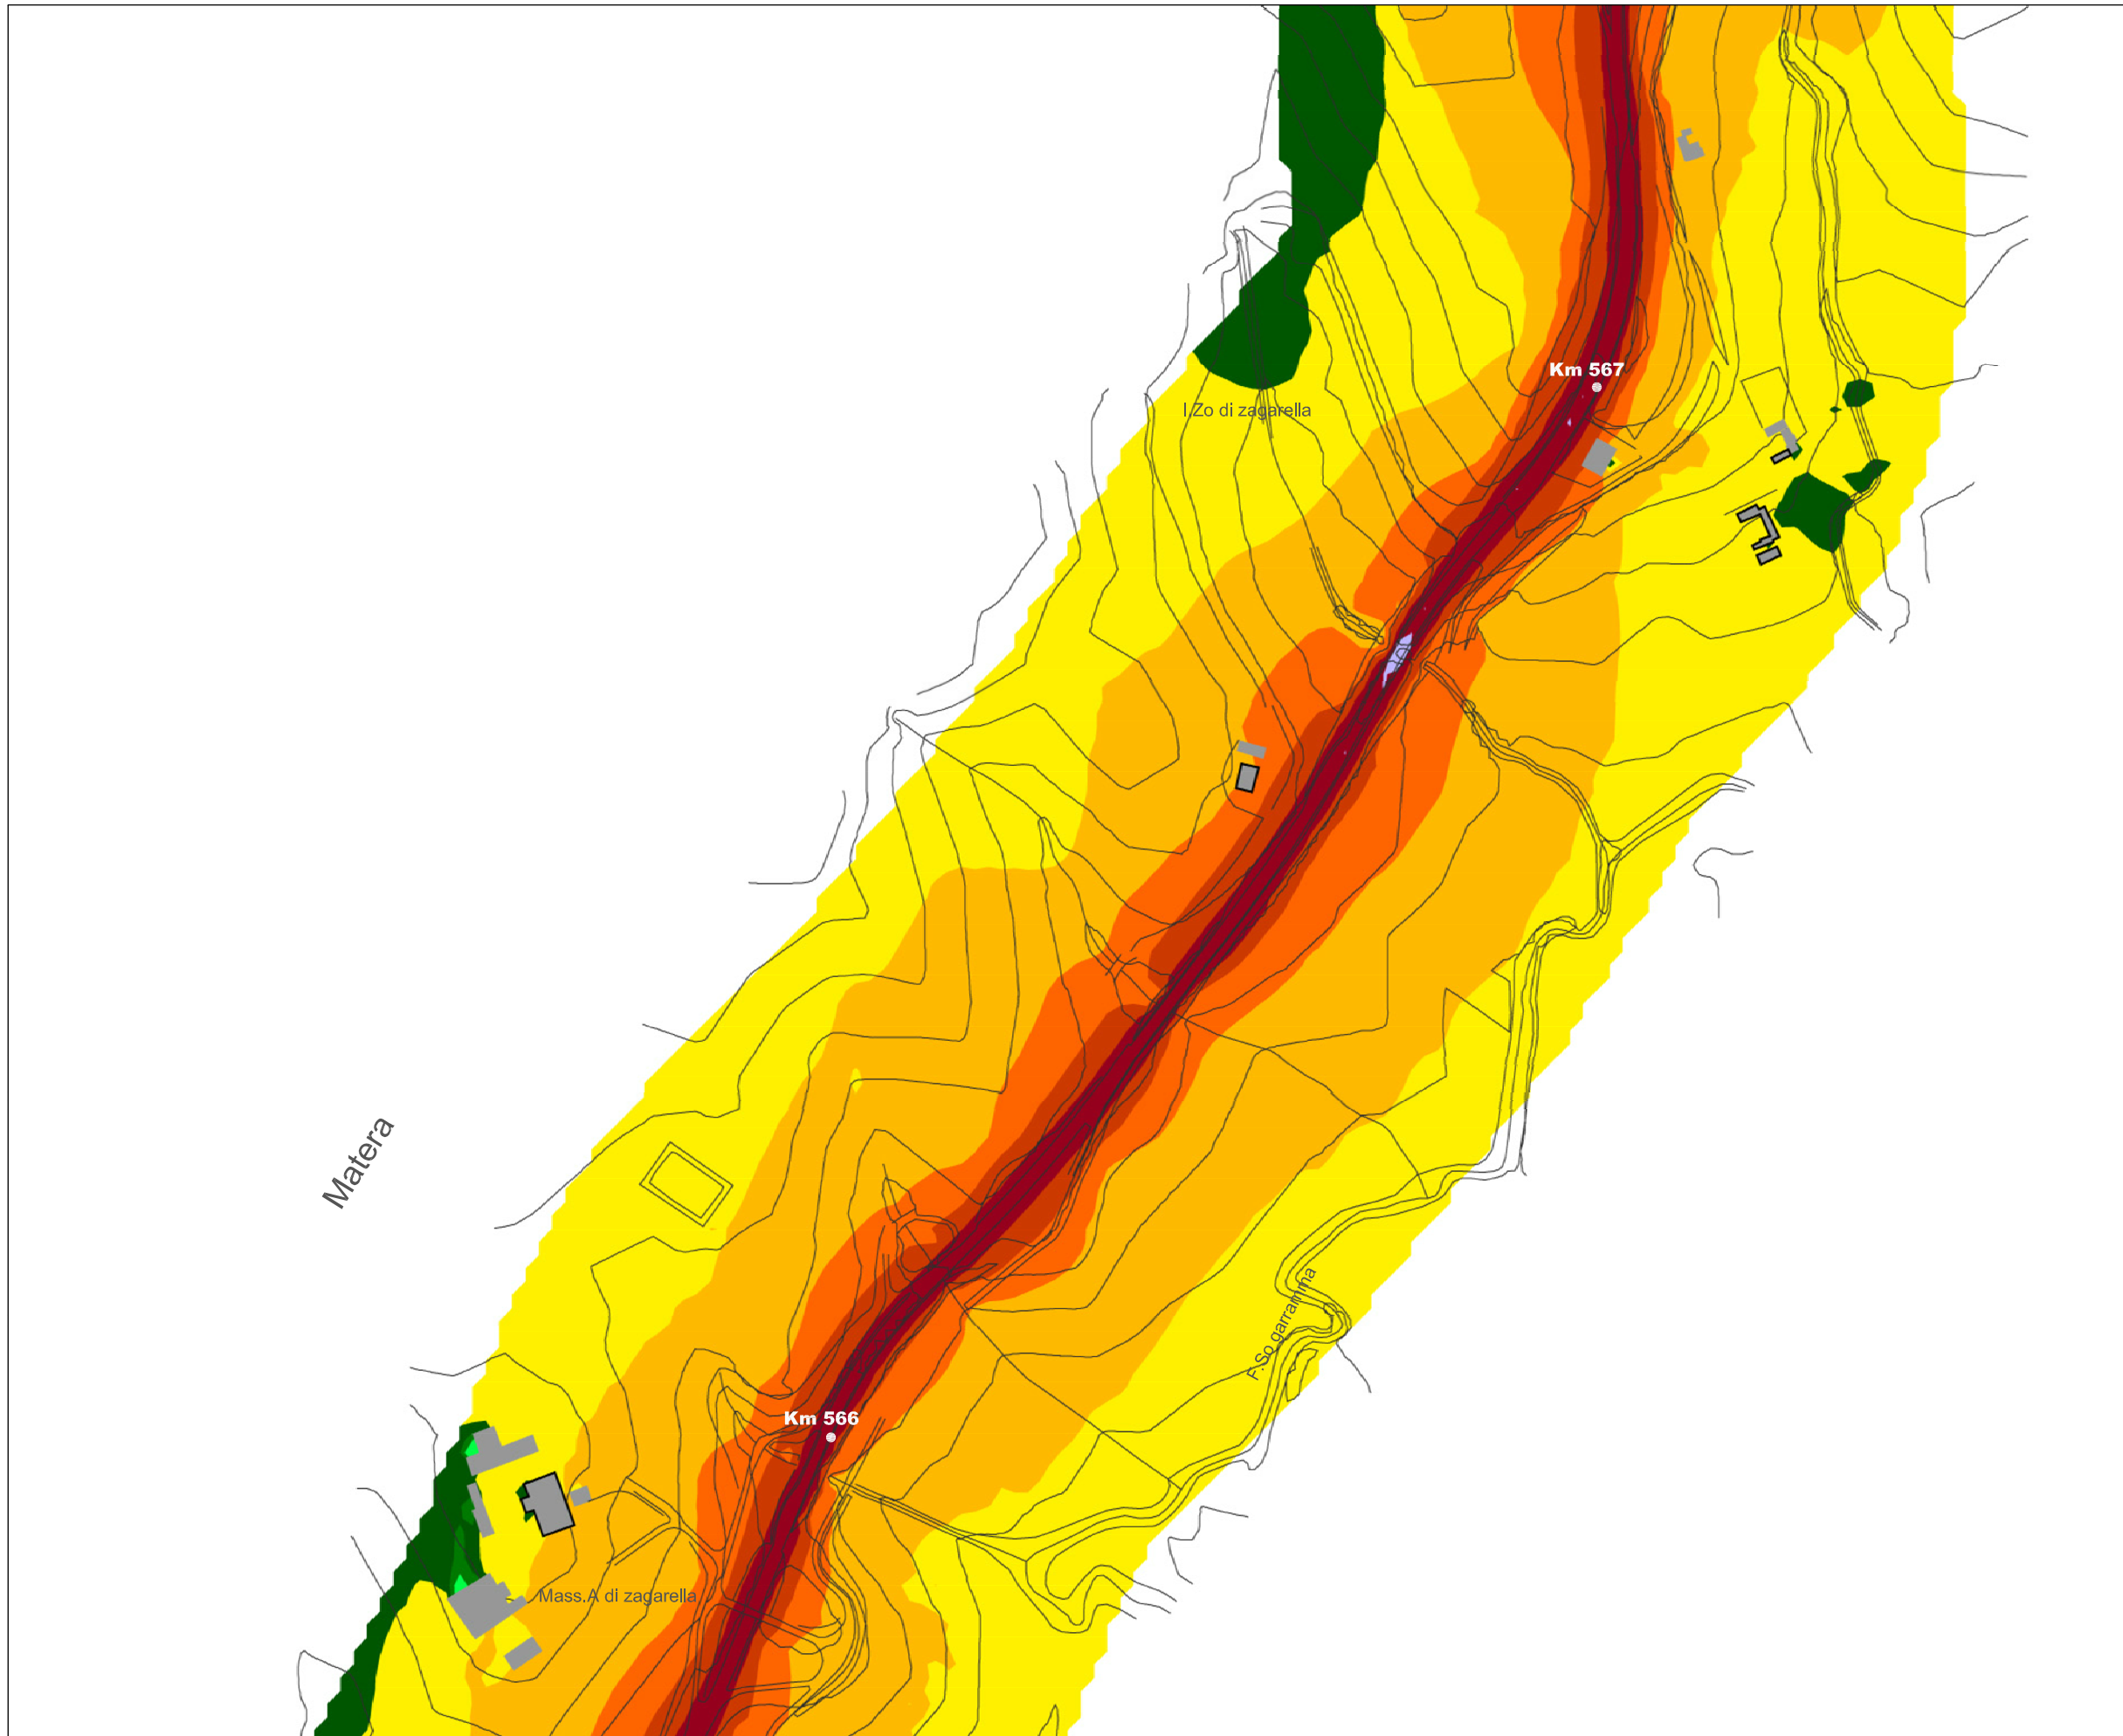 Km 567
I.Zo di zagarella
Matera
F.So garramma
Km 566
Mass.A di zagarella